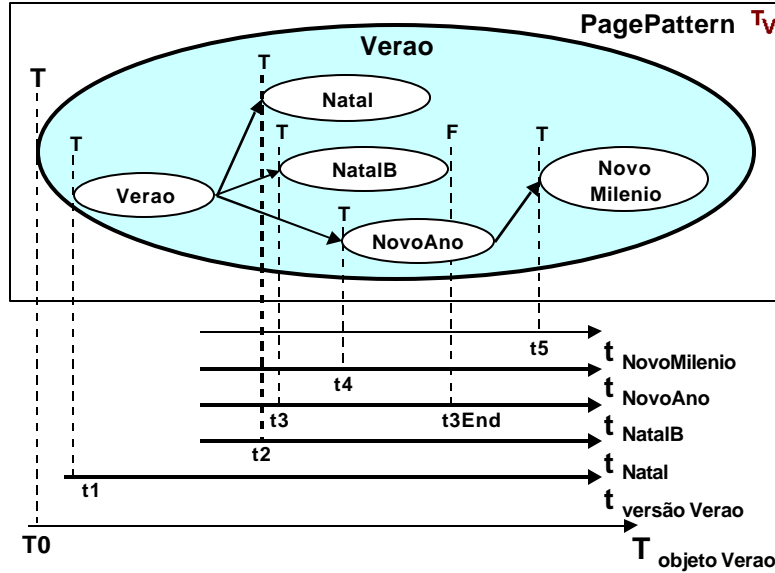 PagePattern TV
Verao
T
T
Natal
T
F
T
T
NatalB
Novo
Milenio
Verao
T
NovoAno
t5
t NovoMilenio
t4
t NovoAno
t3
t3End
t NatalB
t2
t Natal
t1
t versão Verao
T0
T objeto Verao